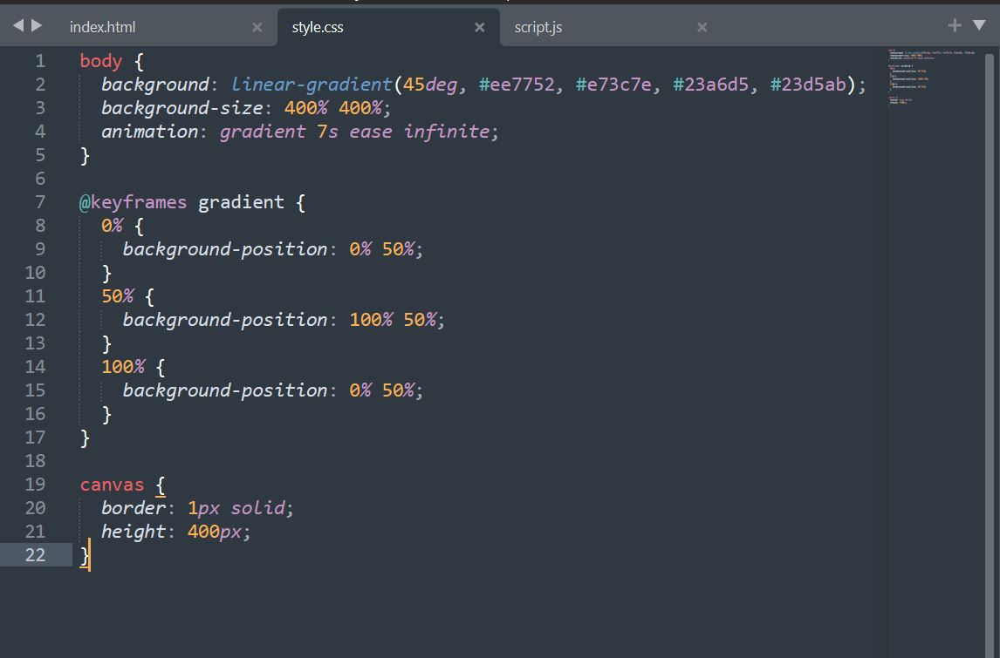 index.html × style.css × script.js × +
1 body {
2   background: linear-gradient(45deg, #ee7752, #e73c7e, #23a6d5, #23d5ab);
3   background-size: 400% 400%;
4   animation: gradient 7s ease infinite;
5 }
6
7 @keyframes gradient {
8   0% {
9     background-position: 0% 50%;
10   }
11   50% {
12     background-position: 100% 50%;
13   }
14   100% {
15     background-position: 0% 50%;
16   }
17 }
18
19 canvas {
20   border: 1px solid;
21   height: 400px;
22 }